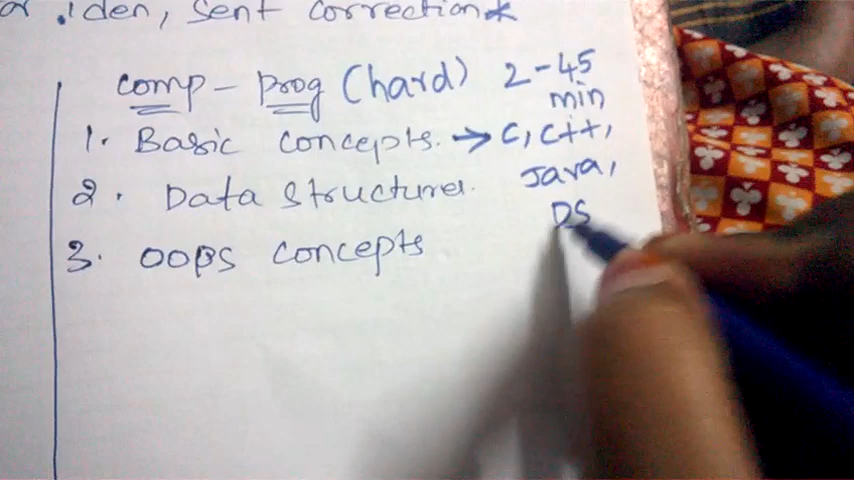 iden, sent correction*
comp - prog (hard) 2-45
min
1. Basic concepts. → C, C++,
Java,
2. Data structures.
DS
3. OOPS concepts